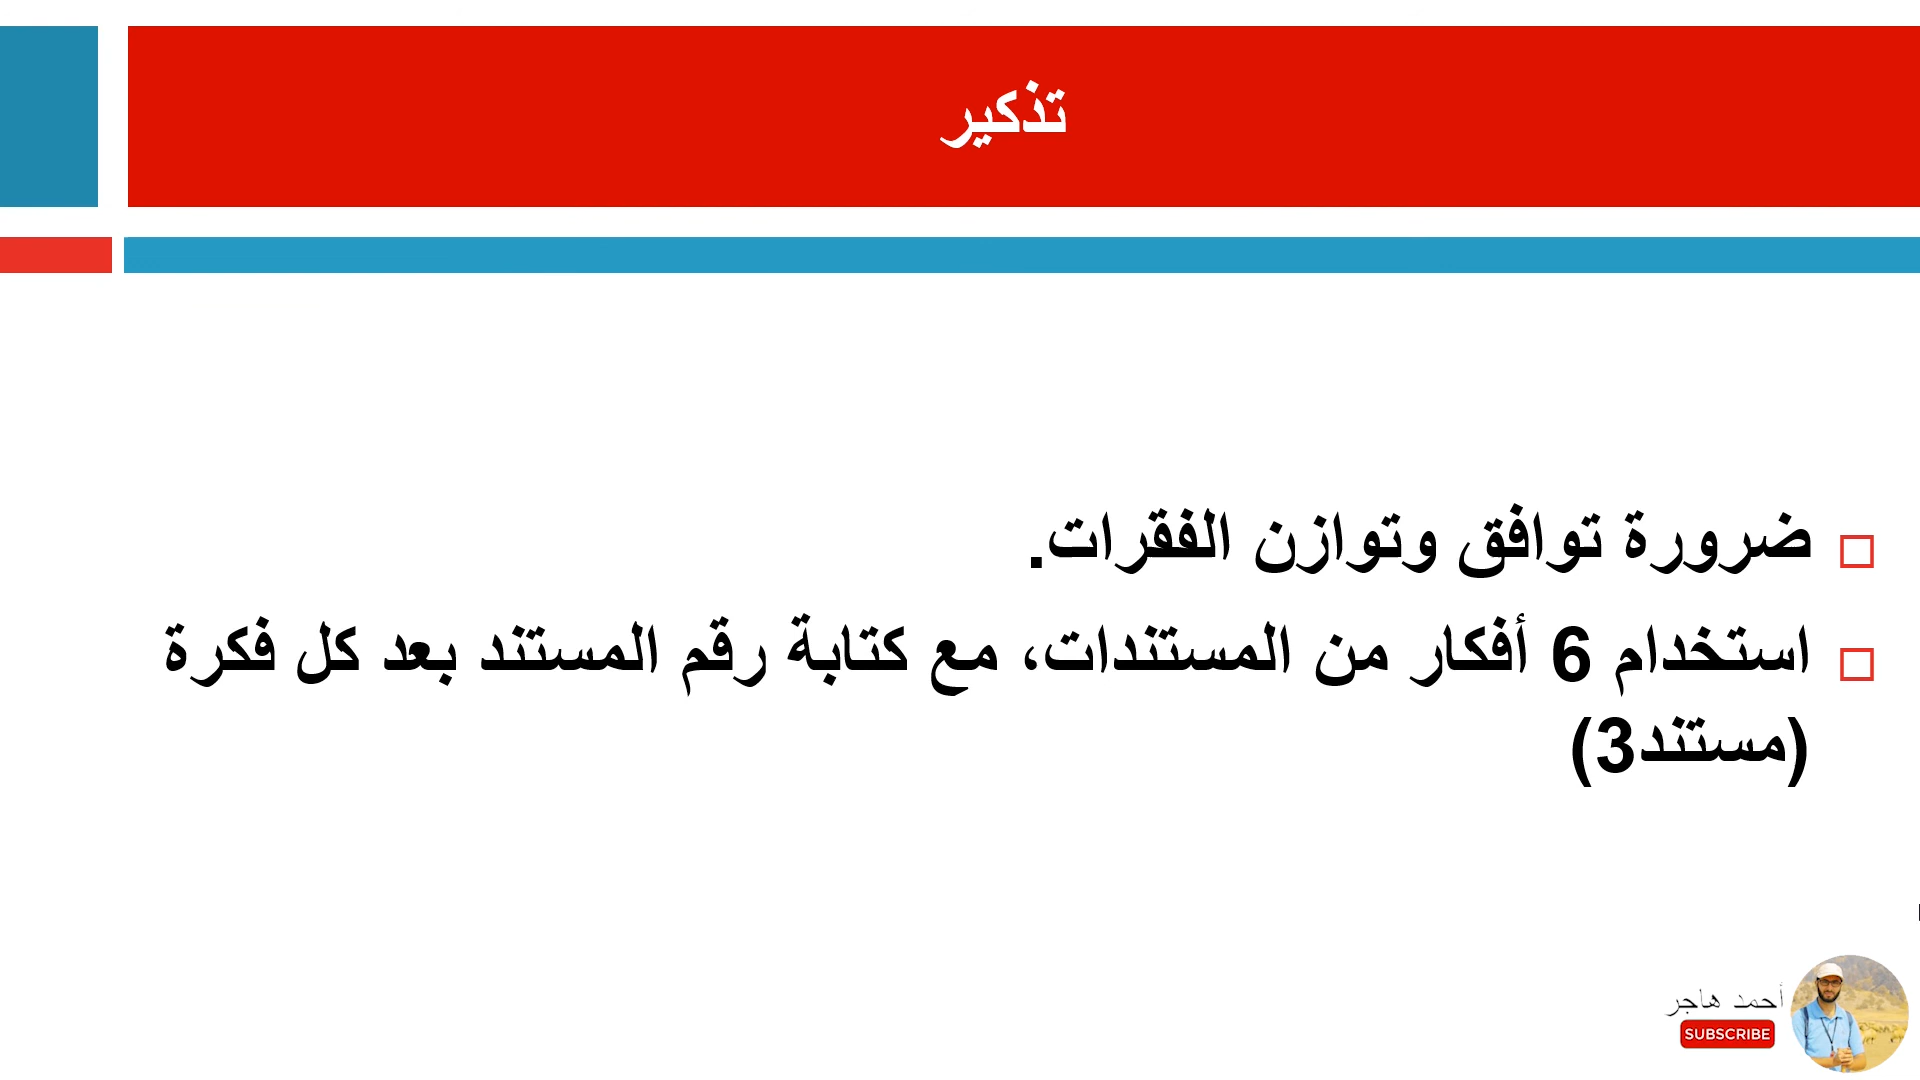 تذكير
ضرورة توافق وتوازن الفقرات.
استخدام 6 أفكار من المستندات، مع كتابة رقم المستند بعد كل فكرة
(مستند3)
أحمد هاجر
SUBSCRIBE